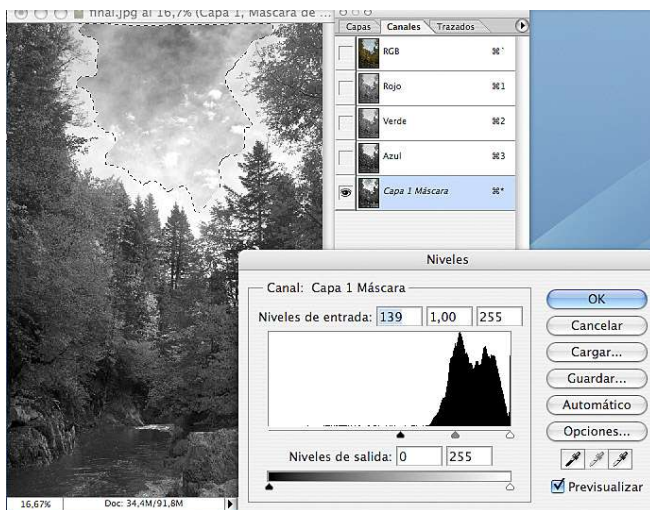 final.jpg al 16,7% (Capa 1, Máscara de ...
Capas Canales Trazados
RGB ⌘`
Rojo ⌘1
Verde ⌘2
Azul ⌘3
Capa 1 Máscara ⌘*
Niveles
Canal: Capa 1 Máscara
Niveles de entrada: 139 1,00 255
Niveles de salida: 0 255
OK
Cancelar
Cargar...
Guardar...
Automático
Opciones...
Previsualizar
16,67% Doc: 34,4M/91,8M